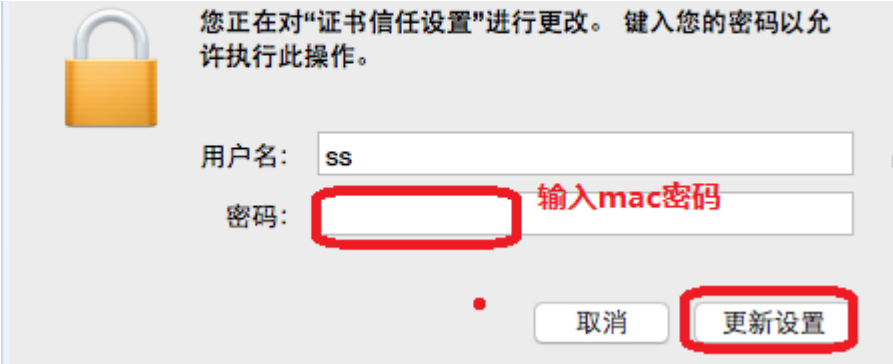 您正在对“证书信任设置”进行更改。 键入您的密码以允
许执行此操作。
用户名： ss
密码： 输入mac密码
取消 更新设置